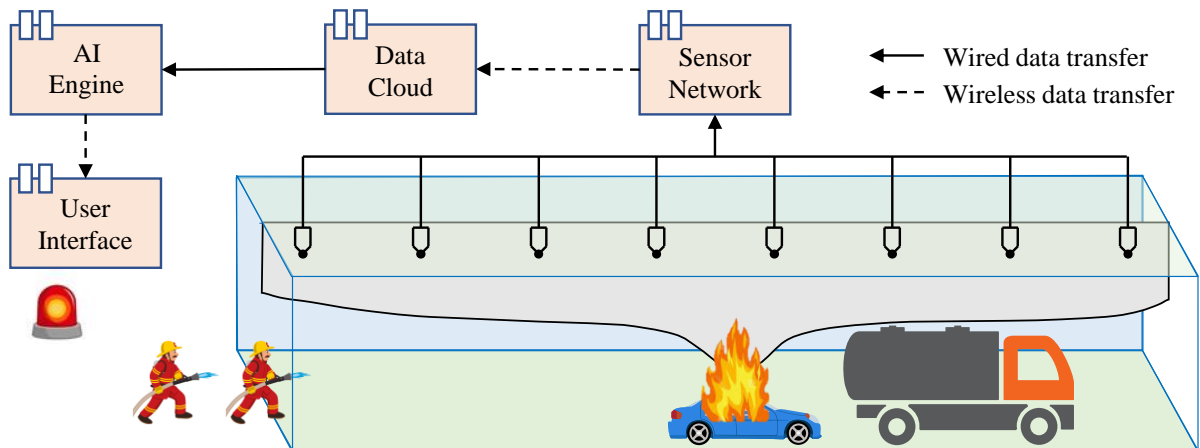 AI
Engine
Data
Cloud
Sensor
Network
Wired data transfer
Wireless data transfer
User
Interface